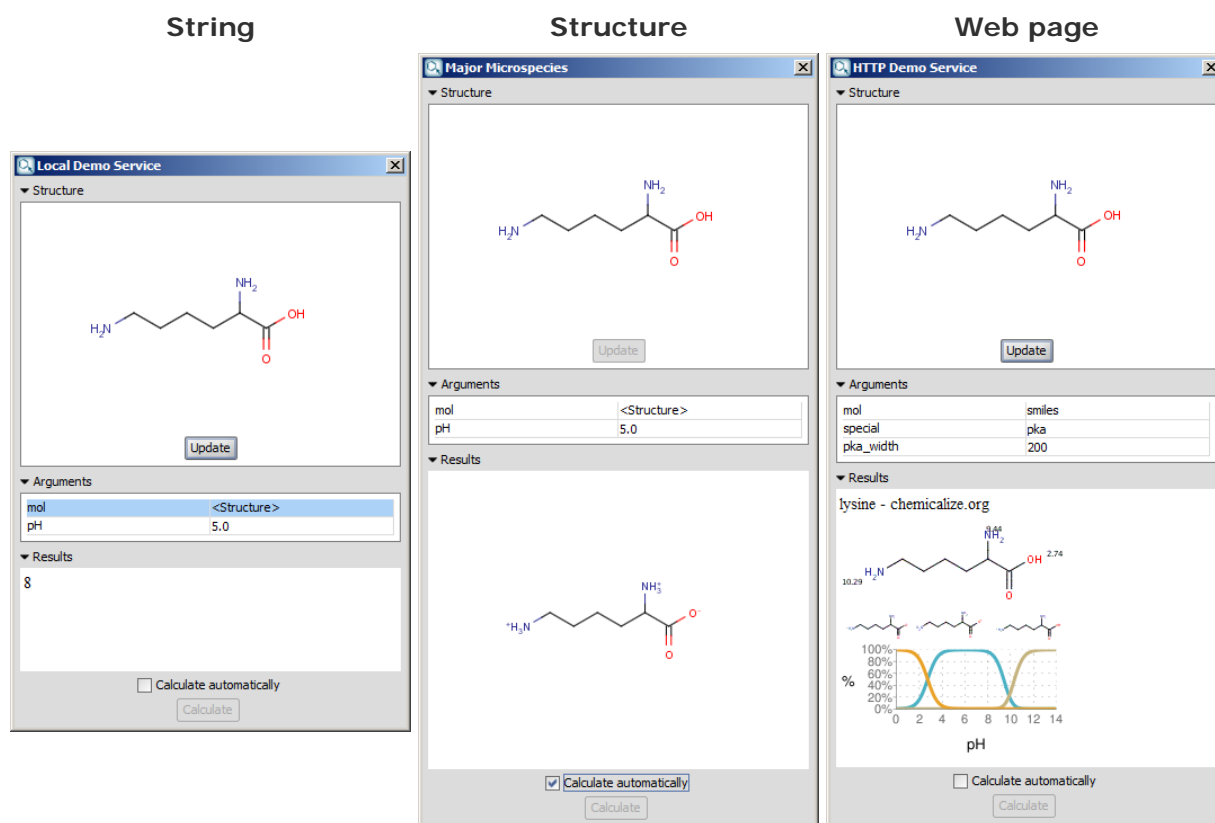 String
Structure
Web page
Local Demo Service
Structure
NH2
H2N
OH
O
Update
Arguments
mol <Structure>
pH 5.0
Results
8
Calculate automatically
Calculate
Major Microspecies
Structure
NH2
H2N
OH
O
Update
Arguments
mol <Structure>
pH 5.0
Results
NH3+
+H3N
O-
O
Calculate automatically
Calculate
HTTP Demo Service
Structure
NH2
H2N
OH
O
Update
Arguments
mol smiles
special pka
pka_width 200
Results
lysine - chemicalize.org
9.44
NH2
OH 2.74
10.29 H2N
O
100%
80%
60%
40%
20%
0%
%
0 2 4 6 8 10 12 14
pH
Calculate automatically
Calculate